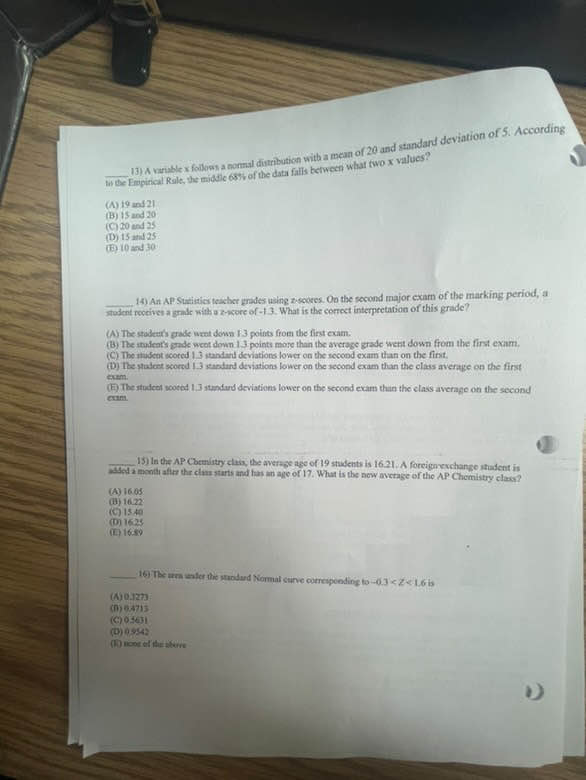 _____ 13) A variable x follows a normal distribution with a mean of 20 and standard deviation of 5. According
to the Empirical Rule, the middle 68% of the data falls between what two x values?
(A) 19 and 21
(B) 15 and 20
(C) 20 and 25
(D) 15 and 25
(E) 10 and 30
_____ 14) An AP Statistics teacher grades using z-scores. On the second major exam of the marking period, a
student receives a grade with a z-score of -1.3. What is the correct interpretation of this grade?
(A) The student's grade went down 1.3 points from the first exam.
(B) The student's grade went down 1.3 points more than the average grade went down from the first exam.
(C) The student scored 1.3 standard deviations lower on the second exam than on the first.
(D) The student scored 1.3 standard deviations lower on the second exam than the class average on the first
exam.
(E) The student scored 1.3 standard deviations lower on the second exam than the class average on the second
exam.
_____ 15) In the AP Chemistry class, the average age of 19 students is 16.21. A foreign exchange student is
added a month after the class starts and has an age of 17. What is the new average of the AP Chemistry class?
(A) 16.05
(B) 16.22
(C) 15.40
(D) 16.25
(E) 16.89
_____ 16) The area under the standard Normal curve corresponding to -0.3 < Z < 1.6 is
(A) 0.3273
(B) 0.4713
(C) 0.5631
(D) 0.9542
(E) none of the above